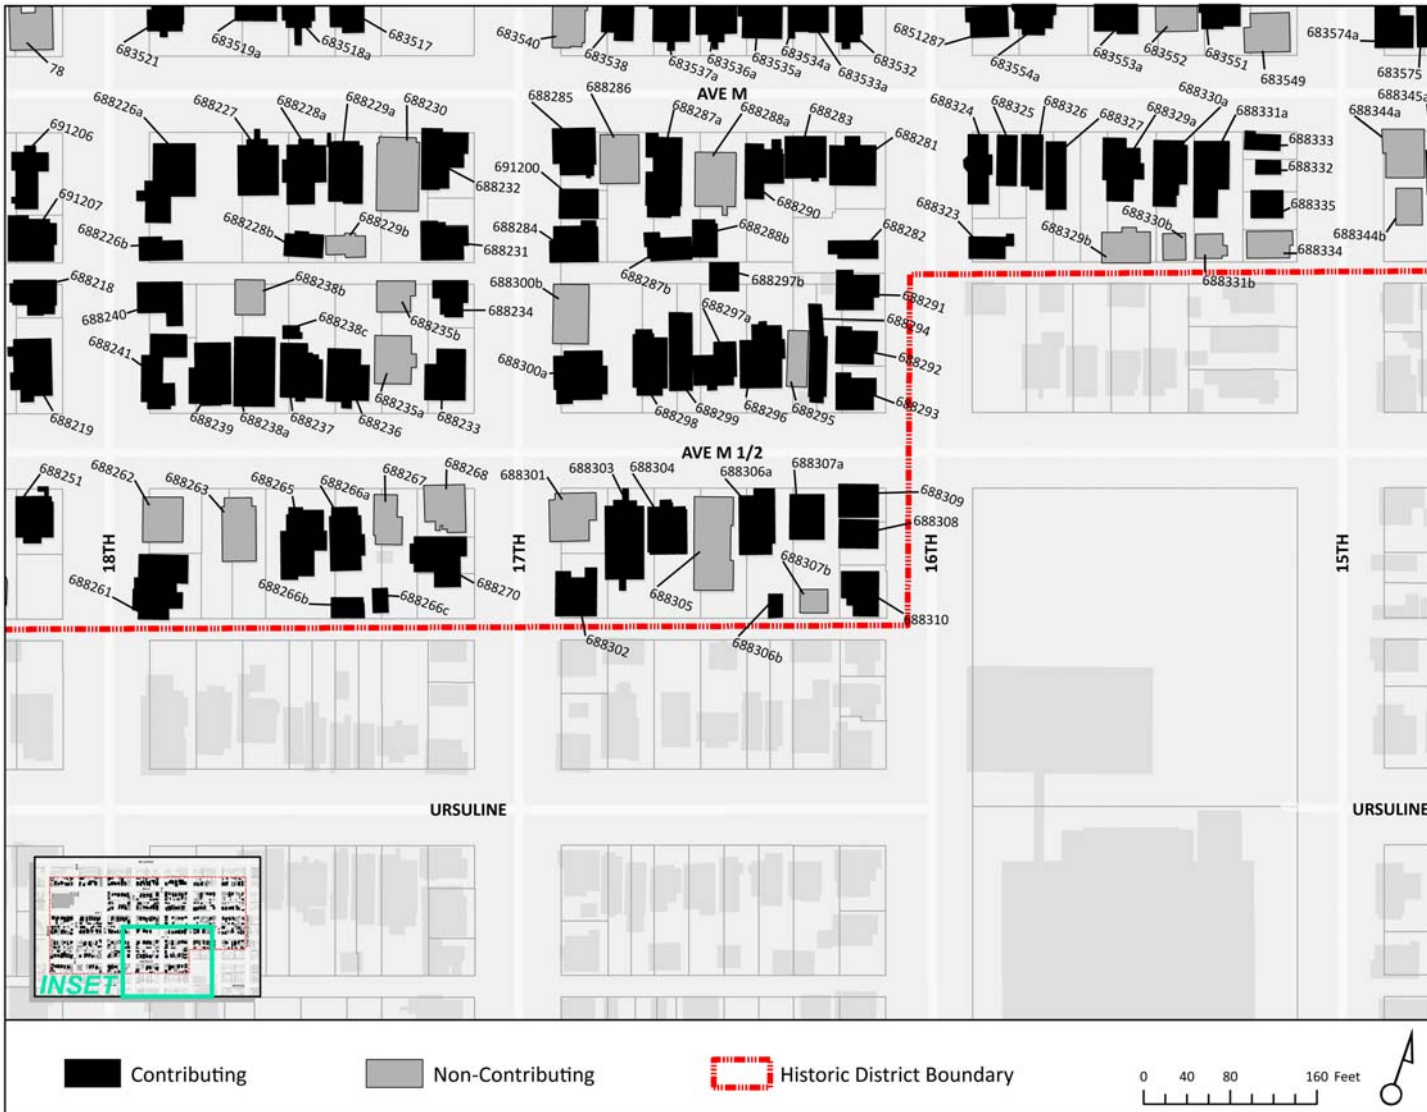 78
683521
683519a
683518a
683517
683540
683538
683537a
683536a
683535a
683534a
683533a
683532
6851287
683554a
683553a
683552
683551
683549
683574a
683575
AVE M
691206
688226a
688227
688228a
688229a
688230
688232
688285
688286
688287a
688288a
688283
688281
688324
688325
688326
688327
688329a
688330a
688331a
688333
688332
688335
688334
688344a
688345a
688344b
691207
688226b
688228b
688229b
688231
691200
688284
688287b
688288b
688290
688282
688323
688329b
688330b
688331b
688218
688240
688238b
688238c
688235b
688234
688300b
688297a
688297b
688291
688294
688292
688293
688241
688219
688239
688238a
688237
688236
688235a
688233
688300a
688298
688299
688296
688295
AVE M 1/2
688251
688262
688263
688265
688266a
688267
688268
688301
688303
688304
688306a
688307a
688309
688308
18TH
17TH
16TH
15TH
688261
688266b
688266c
688270
688302
688305
688306b
688307b
688310
URSULINE
URSULINE
INSET
Contributing
Non-Contributing
Historic District Boundary
0 40 80 160 Feet